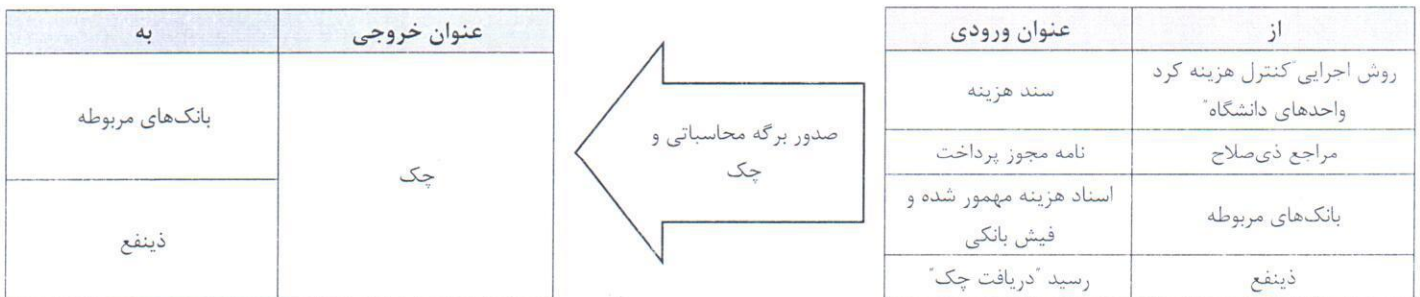 از
عنوان ورودی
روش اجرایی "کنترل هزینه کرد
واحدهای دانشگاه"
سند هزینه
مراجع ذی‌صلاح
نامه مجوز پرداخت
بانک‌های مربوطه
اسناد هزینه مهمور شده و
فیش بانکی
ذینفع
رسید "دریافت چک"
صدور برگه محاسباتی و
چک
عنوان خروجی
به
چک
بانک‌های مربوطه
ذینفع